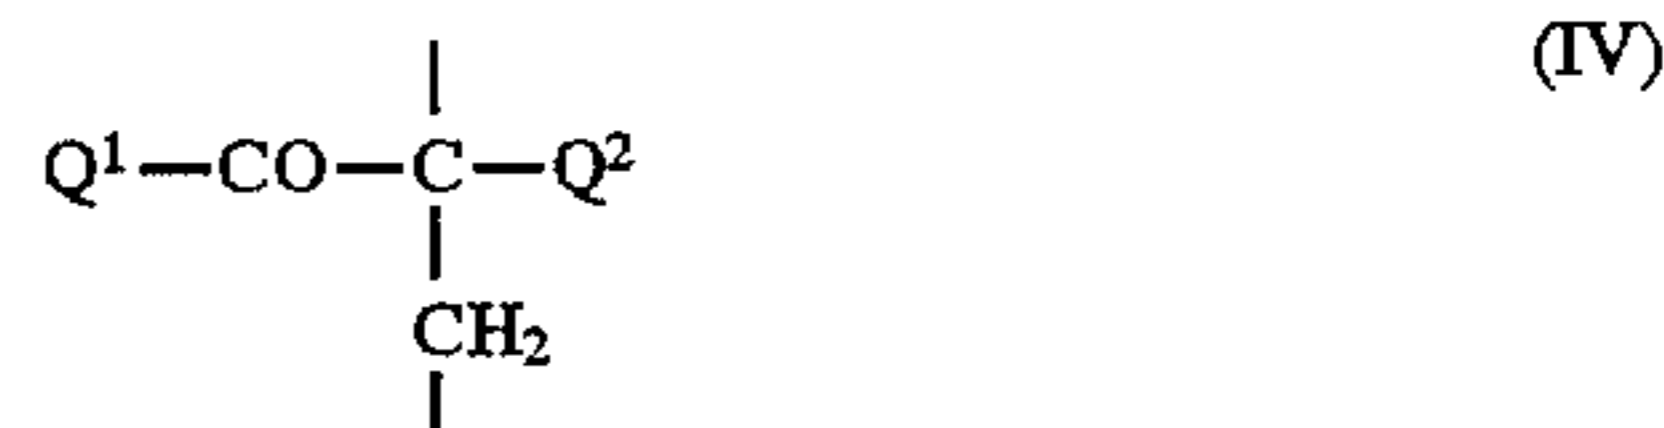 (IV)
Q¹—CO—C—Q²
CH₂